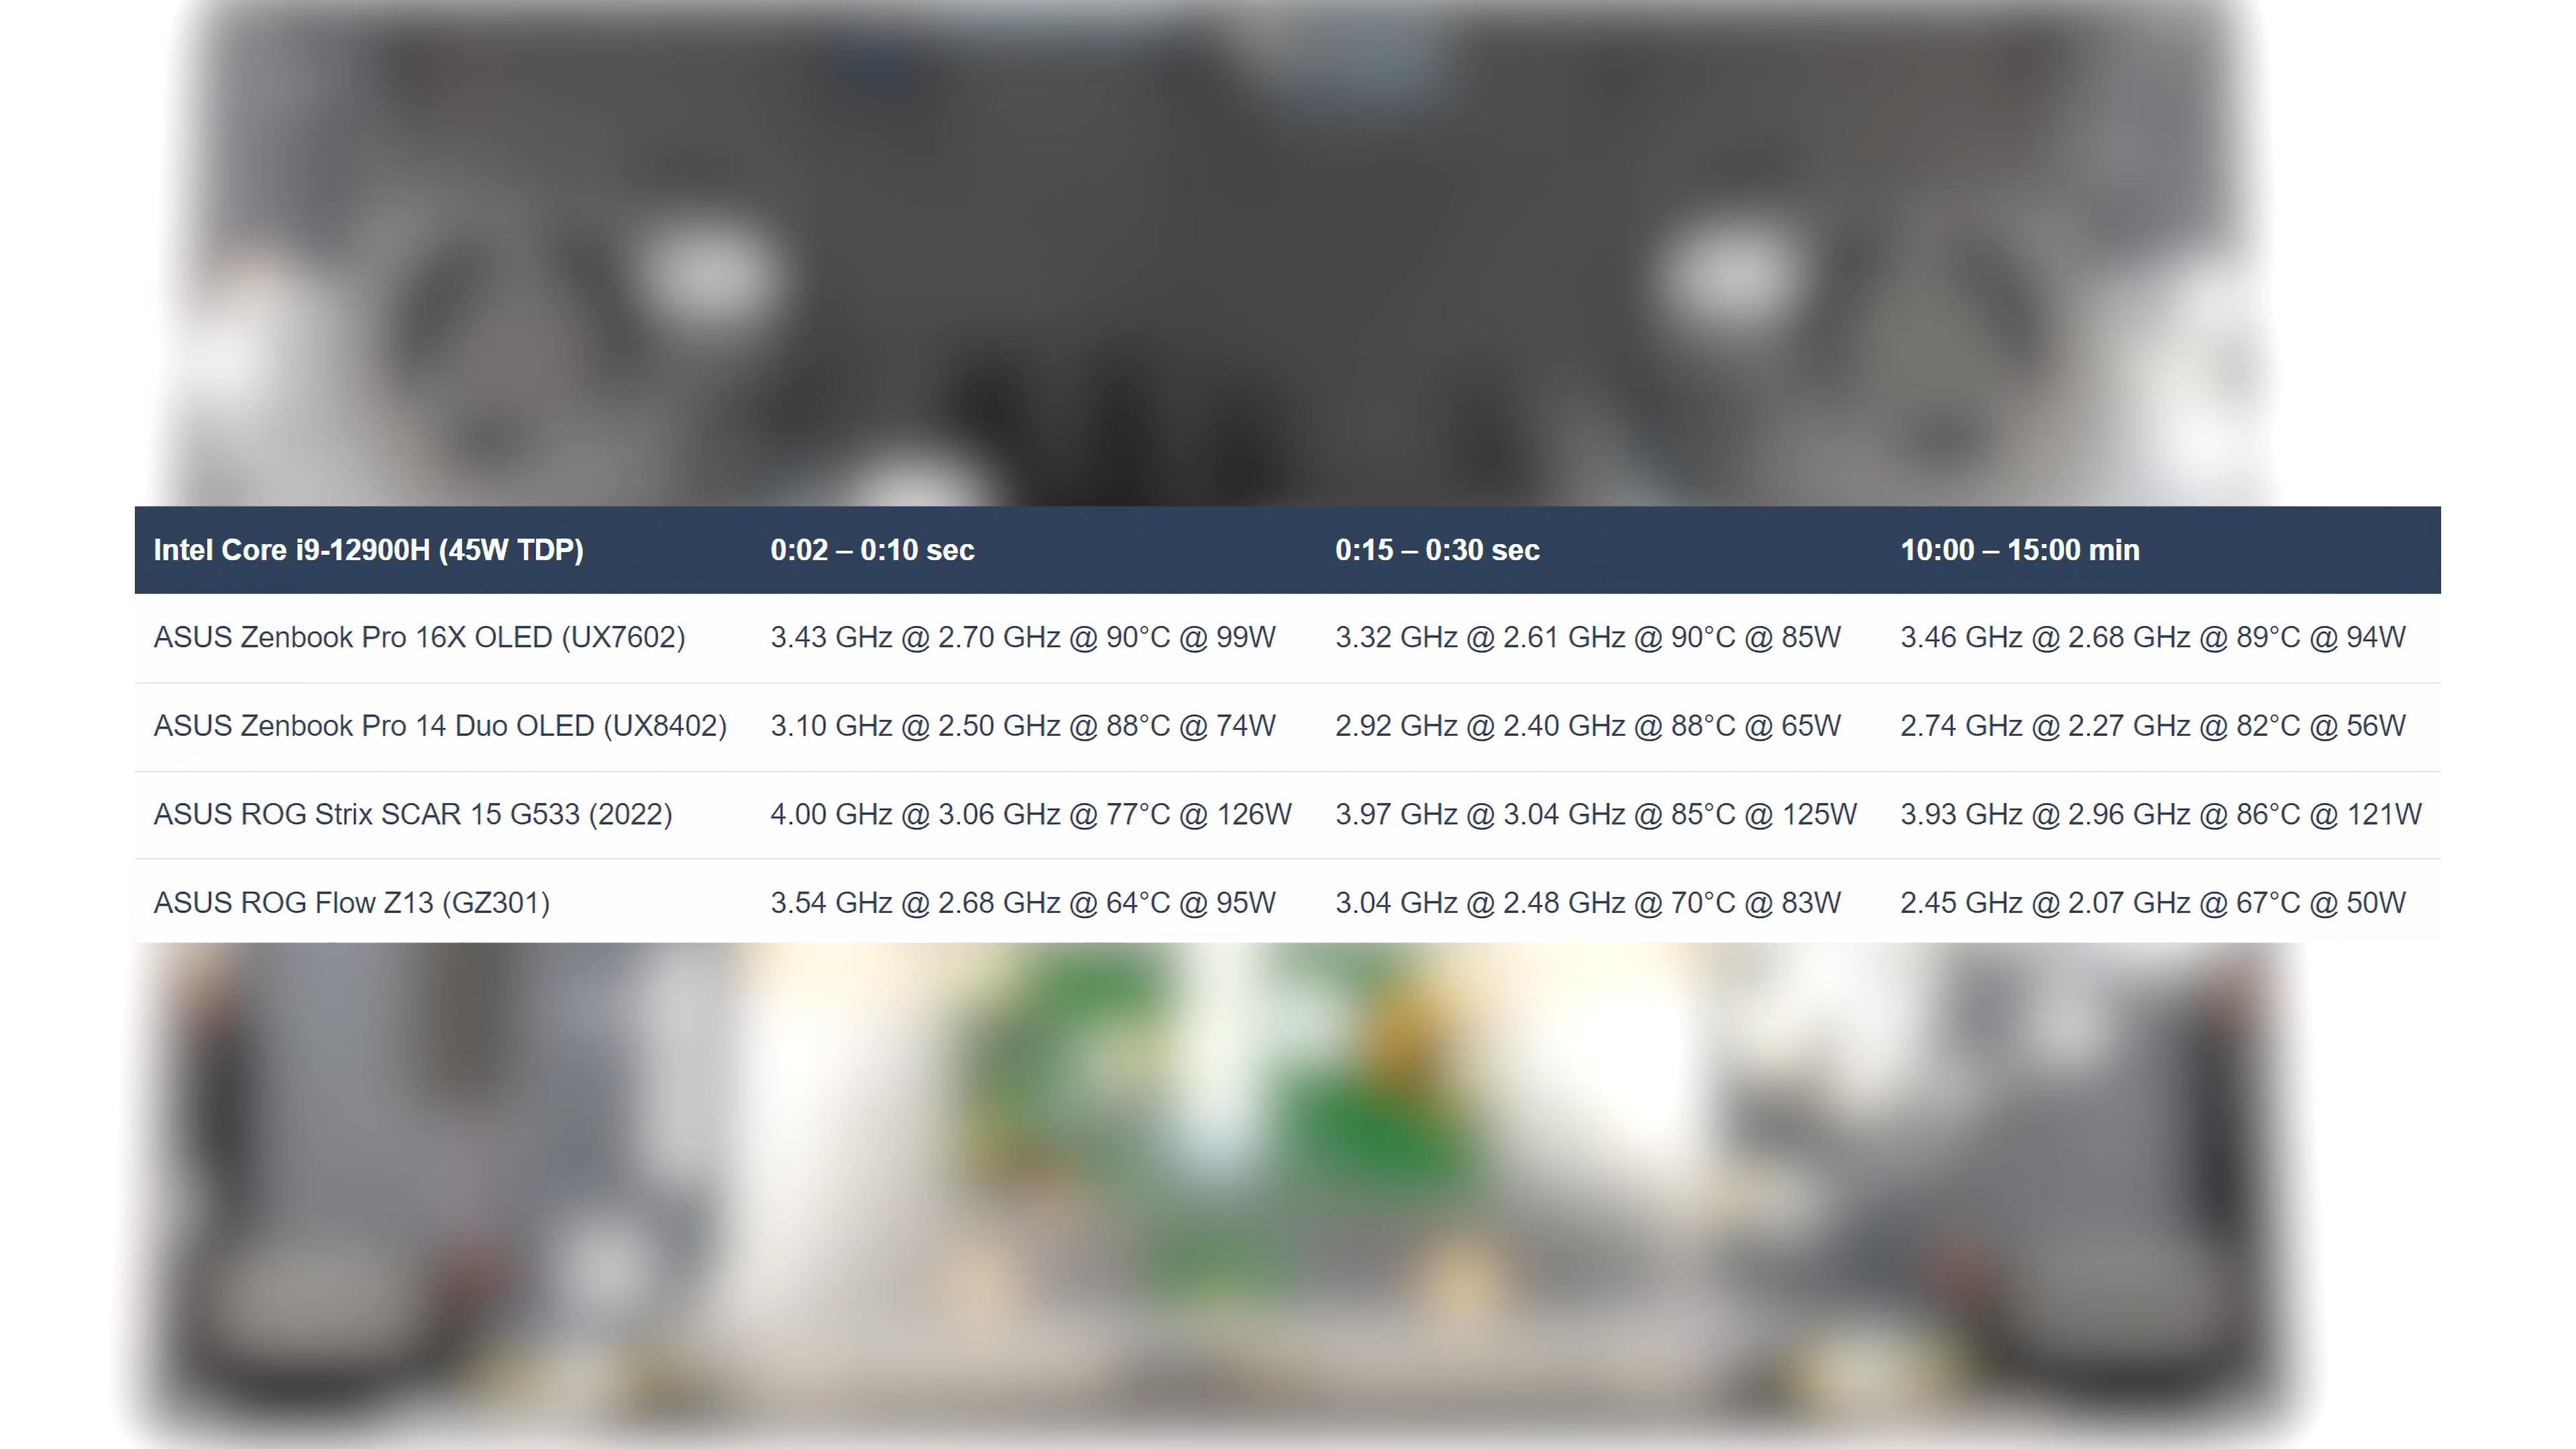 Intel Core i9-12900H (45W TDP) 0:02 – 0:10 sec 0:15 – 0:30 sec 10:00 – 15:00 min
ASUS Zenbook Pro 16X OLED (UX7602) 3.43 GHz @ 2.70 GHz @ 90°C @ 99W 3.32 GHz @ 2.61 GHz @ 90°C @ 85W 3.46 GHz @ 2.68 GHz @ 89°C @ 94W
ASUS Zenbook Pro 14 Duo OLED (UX8402) 3.10 GHz @ 2.50 GHz @ 88°C @ 74W 2.92 GHz @ 2.40 GHz @ 88°C @ 65W 2.74 GHz @ 2.27 GHz @ 82°C @ 56W
ASUS ROG Strix SCAR 15 G533 (2022) 4.00 GHz @ 3.06 GHz @ 77°C @ 126W 3.97 GHz @ 3.04 GHz @ 85°C @ 125W 3.93 GHz @ 2.96 GHz @ 86°C @ 121W
ASUS ROG Flow Z13 (GZ301) 3.54 GHz @ 2.68 GHz @ 64°C @ 95W 3.04 GHz @ 2.48 GHz @ 70°C @ 83W 2.45 GHz @ 2.07 GHz @ 67°C @ 50W